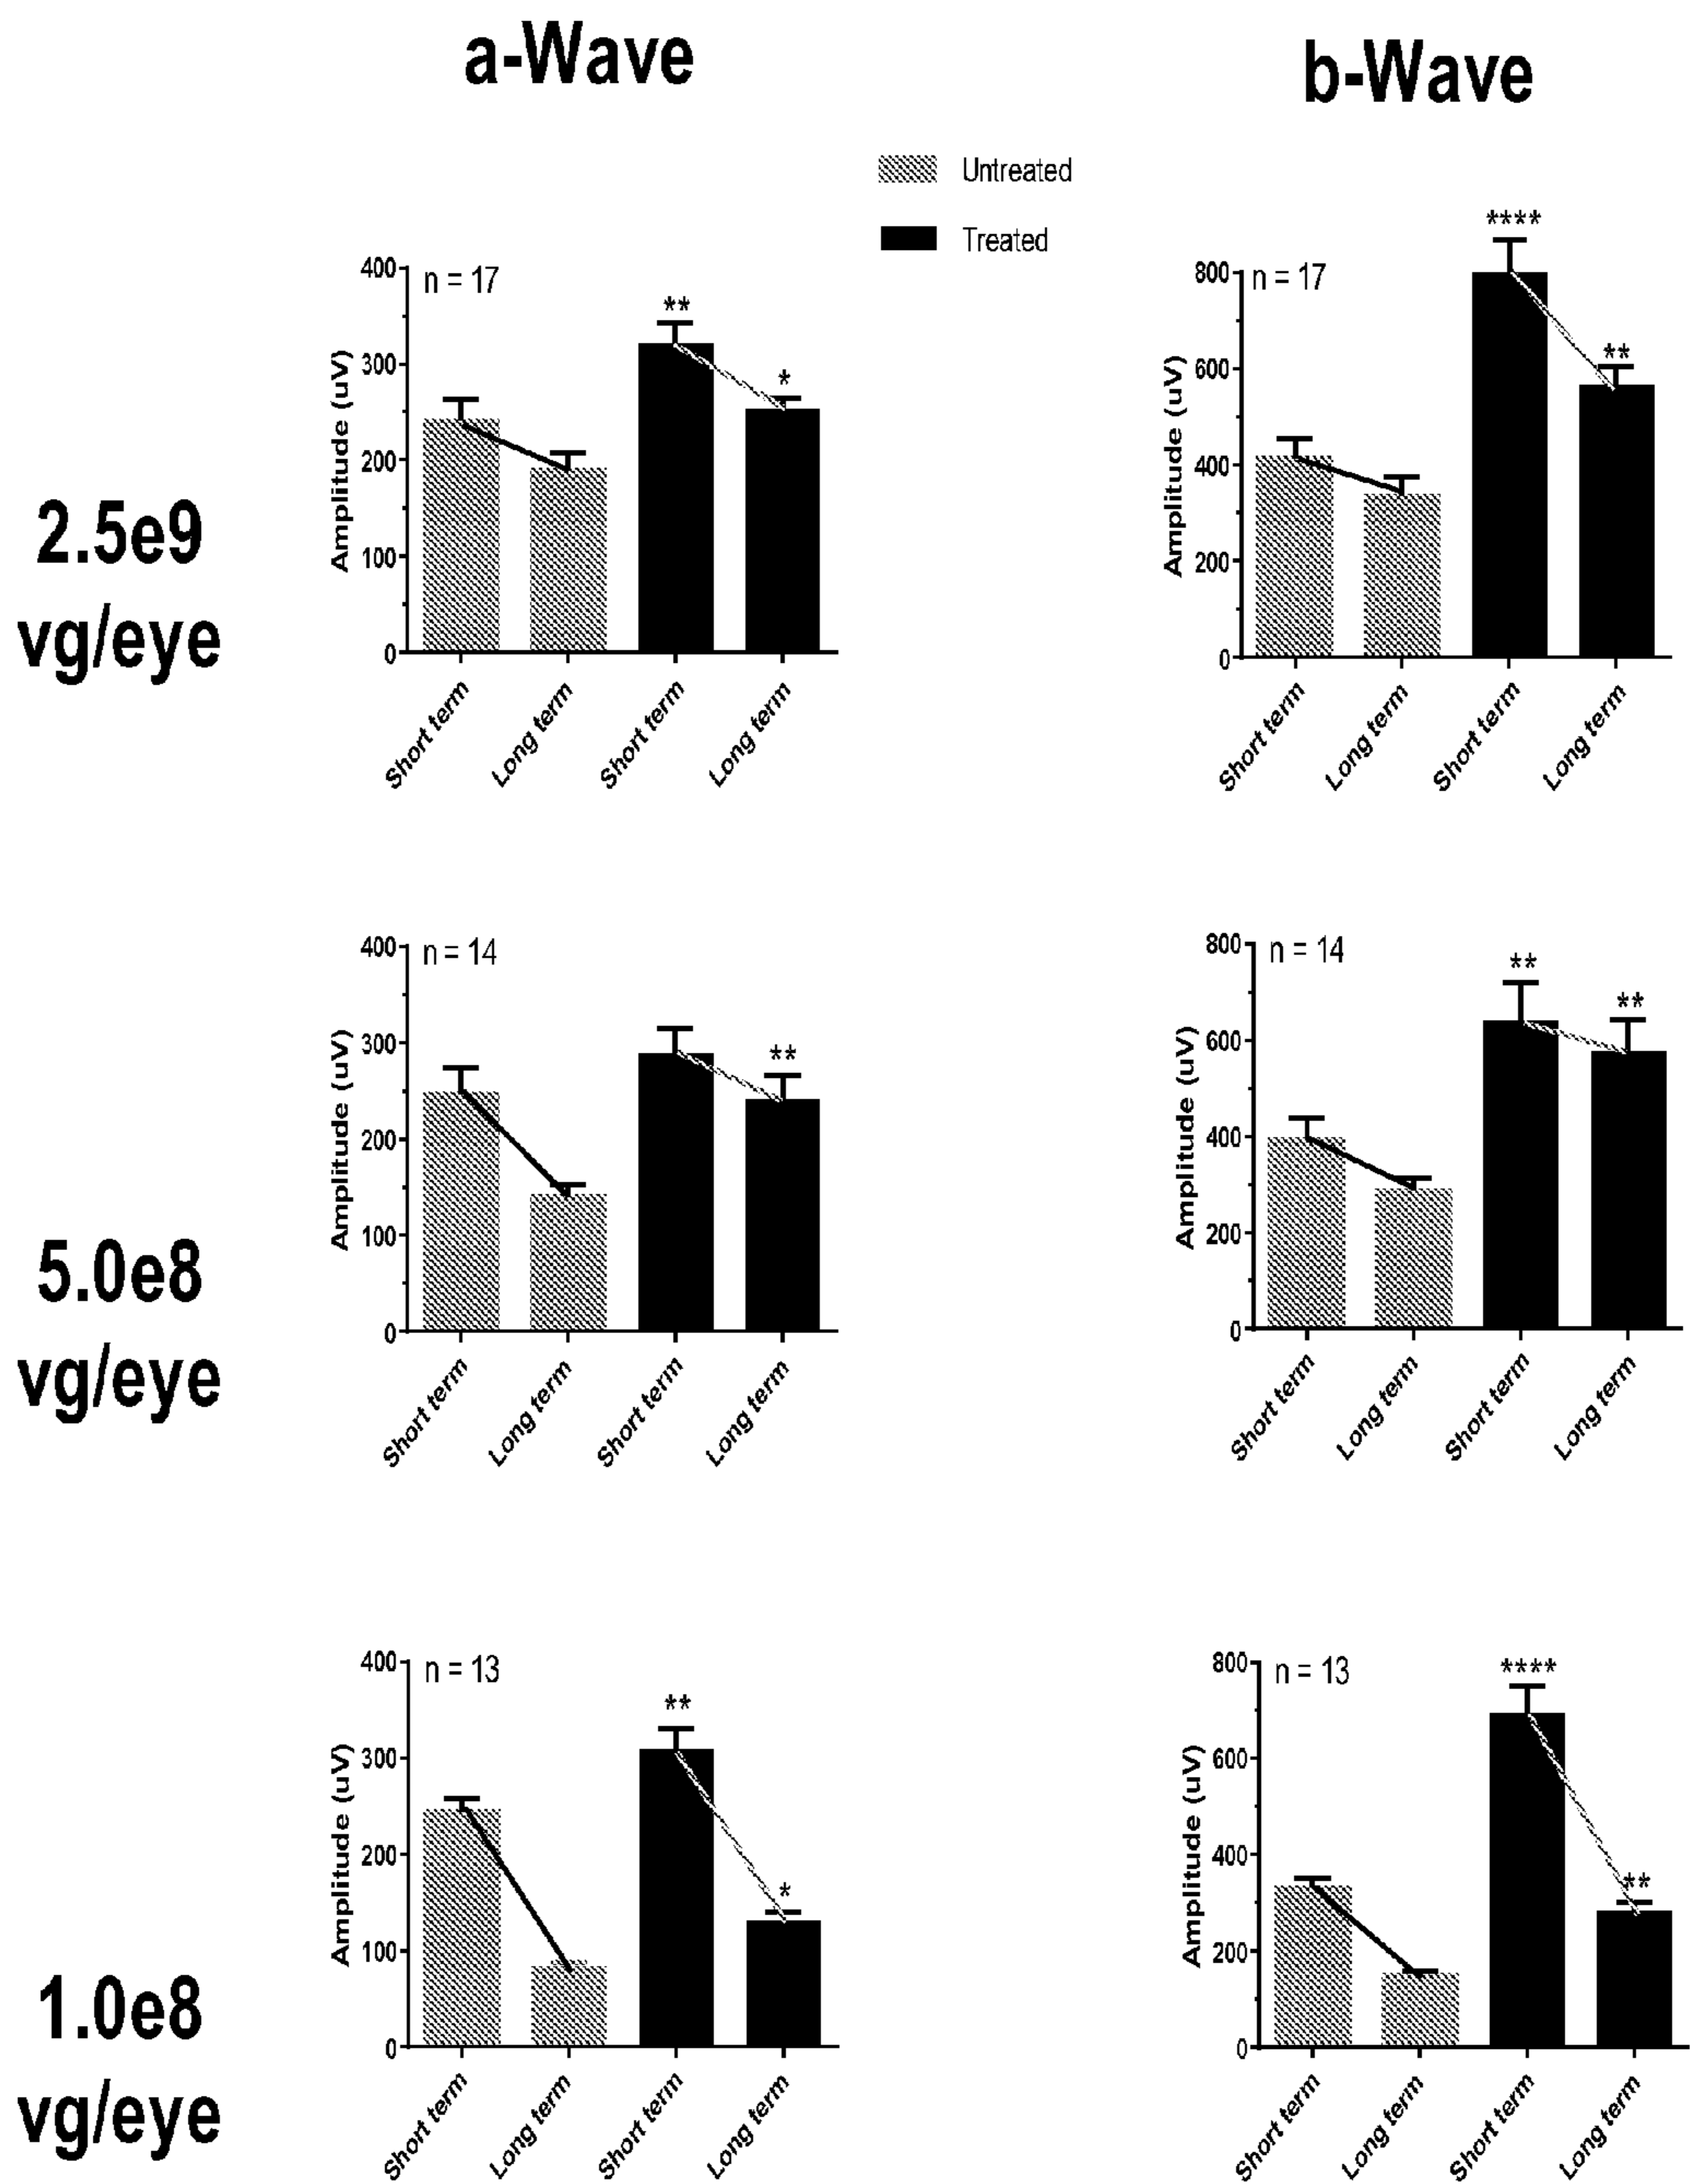 a-Wave
b-Wave
Untreated
Treated
2.5e9
vg/eye
n = 17
**
*
400
300
200
100
0
Amplitude (uV)
Short term
Long term
Short term
Long term
n = 17
****
**
800
600
400
200
0
Amplitude (uV)
Short term
Long term
Short term
Long term
5.0e8
vg/eye
n = 14
**
400
300
200
100
0
Amplitude (uV)
Short term
Long term
Short term
Long term
n = 14
**
**
800
600
400
200
0
Amplitude (uV)
Short term
Long term
Short term
Long term
1.0e8
vg/eye
n = 13
**
*
400
300
200
100
0
Amplitude (uV)
Short term
Long term
Short term
Long term
n = 13
****
**
800
600
400
200
0
Amplitude (uV)
Short term
Long term
Short term
Long term